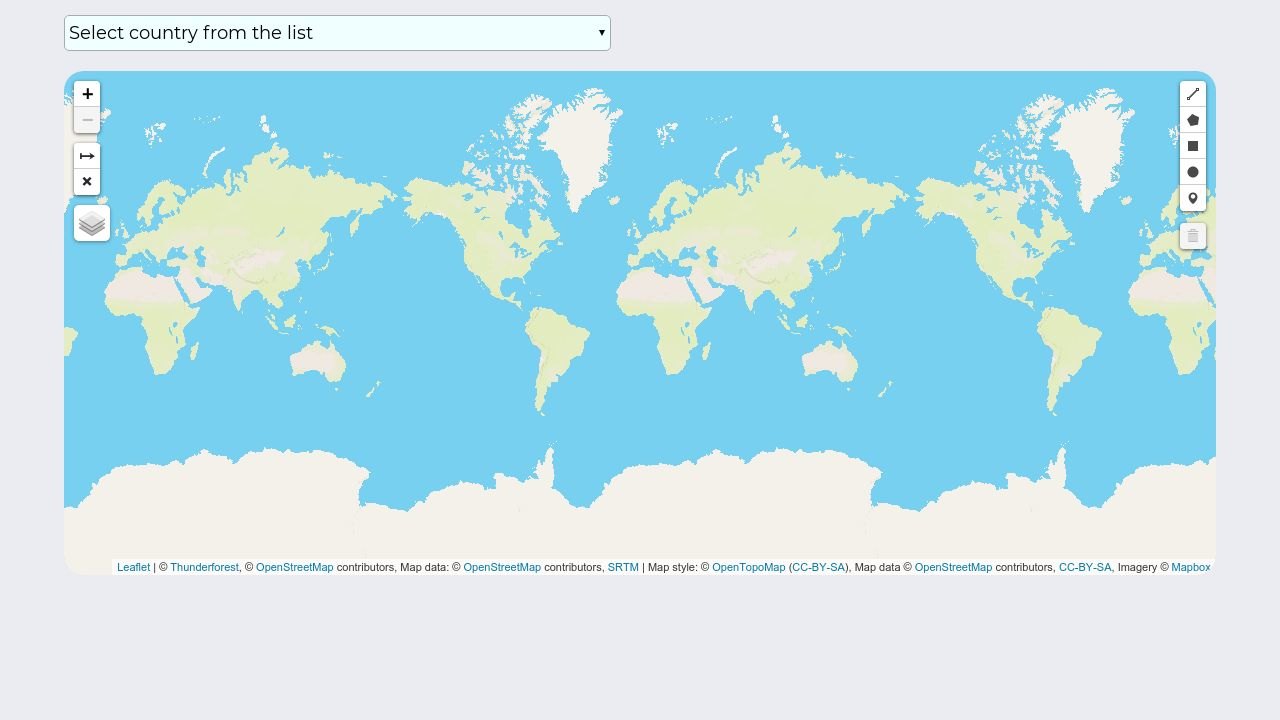 Select country from the list
Leaflet | © Thunderforest, © OpenStreetMap contributors, Map data: © OpenStreetMap contributors, SRTM | Map style: © OpenTopoMap (CC-BY-SA), Map data © OpenStreetMap contributors, CC-BY-SA, Imagery © Mapbox